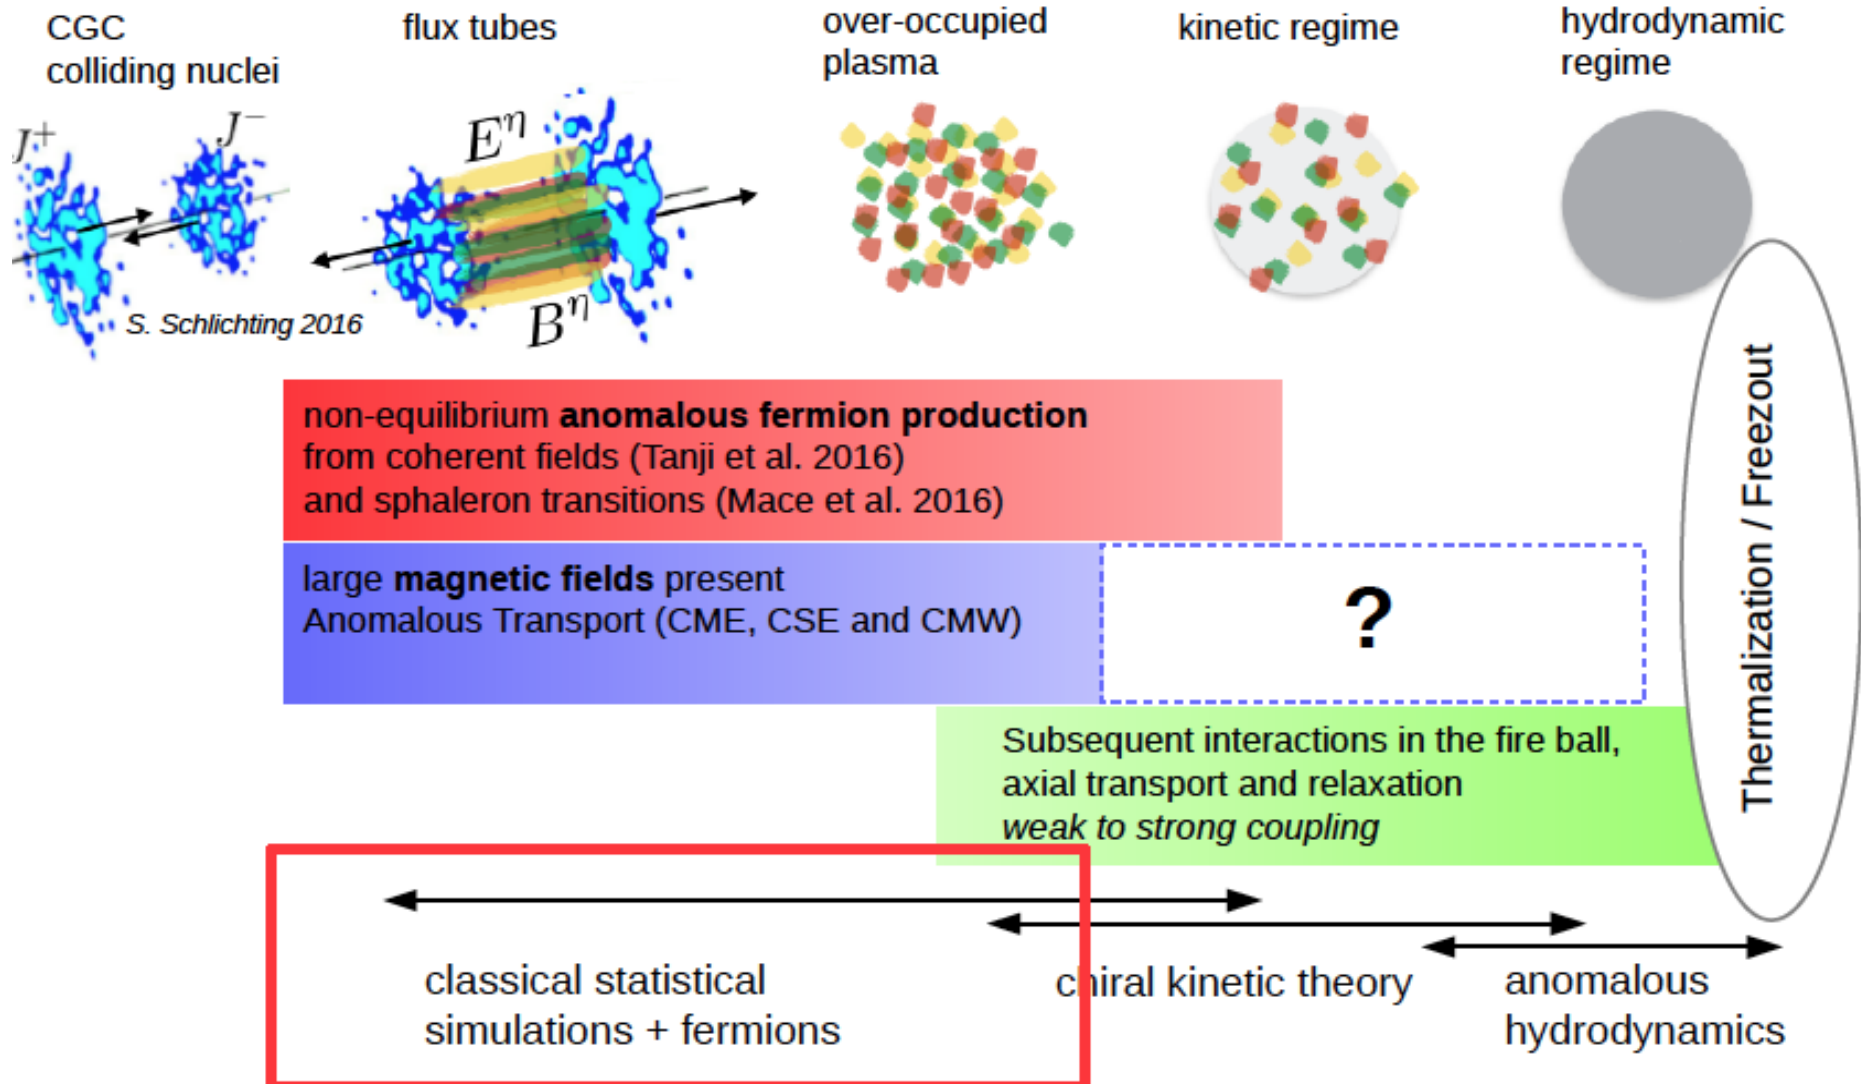 CGC
colliding nuclei
flux tubes
over-occupied
plasma
kinetic regime
hydrodynamic
regime
J+
J−
Eη
Bη
S. Schlichting 2016
non-equilibrium anomalous fermion production
from coherent fields (Tanji et al. 2016)
and sphaleron transitions (Mace et al. 2016)
large magnetic fields present
Anomalous Transport (CME, CSE and CMW)
?
Subsequent interactions in the fire ball,
axial transport and relaxation
weak to strong coupling
Thermalization / Freezout
classical statistical
simulations + fermions
chiral kinetic theory
anomalous
hydrodynamics